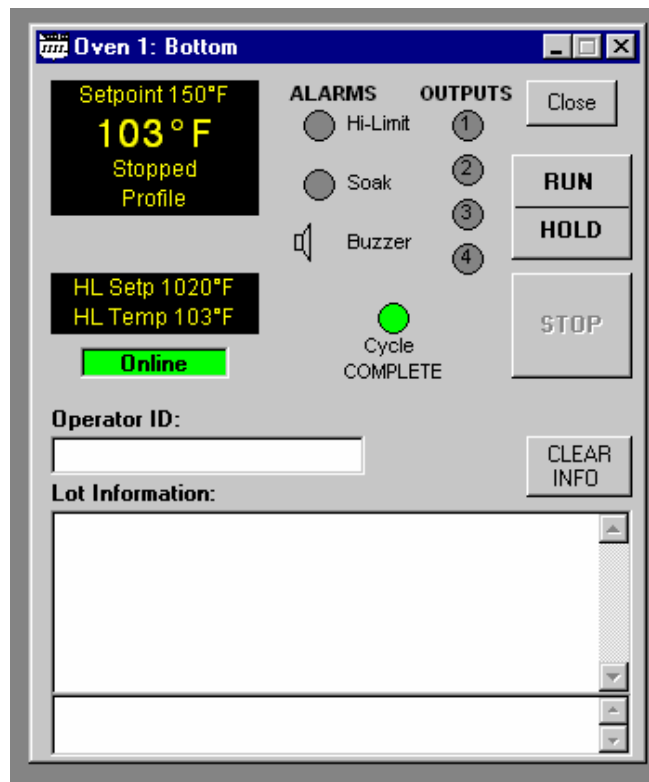 Oven 1: Bottom
Setpoint 150°F
103°F
Stopped
Profile
HL Setp 1020°F
HL Temp 103°F
Online
ALARMS
Hi-Limit
Soak
Buzzer
OUTPUTS
1
2
3
4
Cycle
COMPLETE
Close
RUN
HOLD
STOP
Operator ID:
CLEAR
INFO
Lot Information: